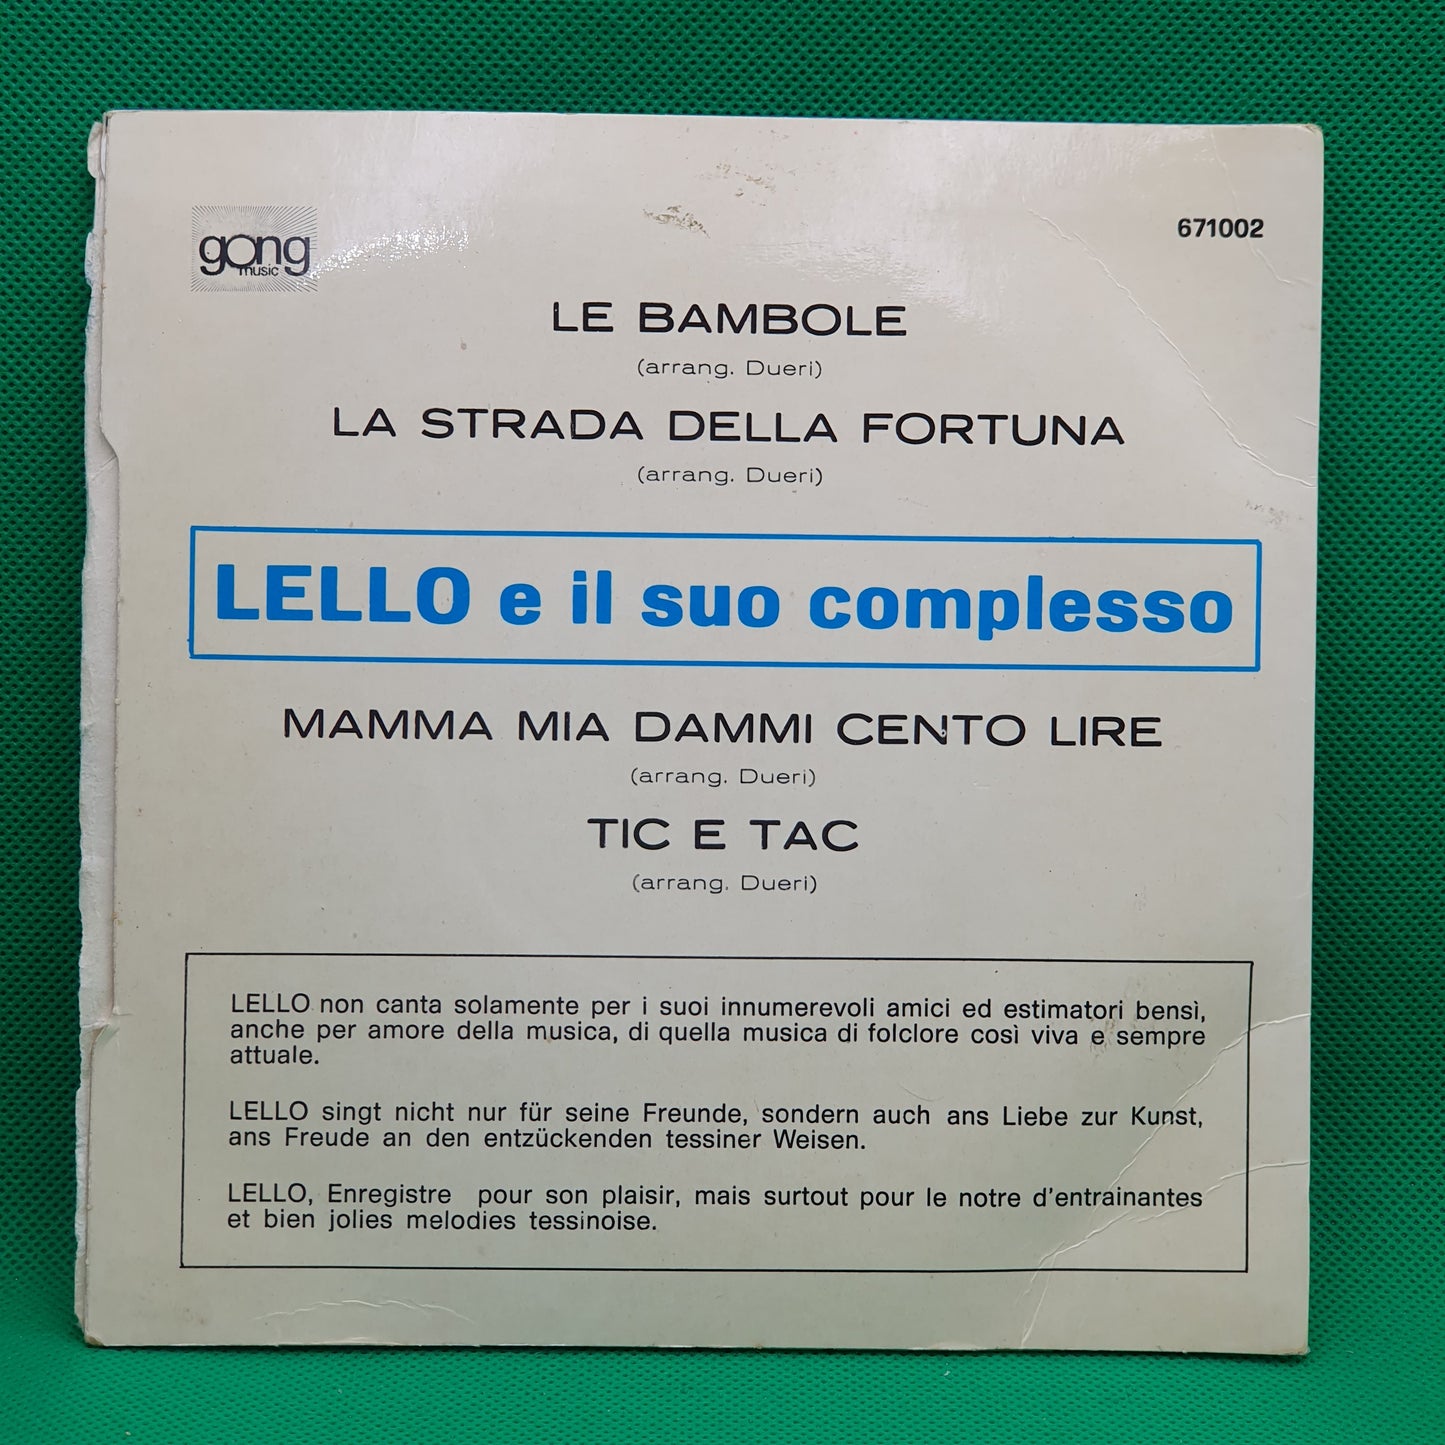 gong
music
671002
LE BAMBOLE
(arrang. Dueri)
LA STRADA DELLA FORTUNA
(arrang. Dueri)
LELLO e il suo complesso
MAMMA MIA DAMMI CENTO LIRE
(arrang. Dueri)
TIC E TAC
(arrang. Dueri)
LELLO non canta solamente per i suoi innumerevoli amici ed estimatori bensì,
anche per amore della musica, di quella musica di folclore così viva e sempre
attuale.
LELLO singt nicht nur für seine Freunde, sondern auch ans Liebe zur Kunst,
ans Freude an den entzückenden tessiner Weisen.
LELLO, Enregistre pour son plaisir, mais surtout pour le notre d'entrainantes
et bien jolies melodies tessinoise.